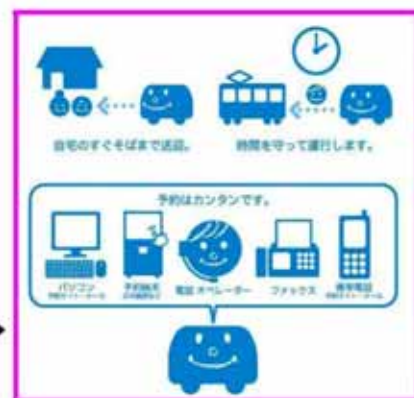 自宅のすぐそばまで送迎。
時間を守って運行します。
予約はカンタンです。
パソコン
電話 オペレーター
ファックス
携帯電話